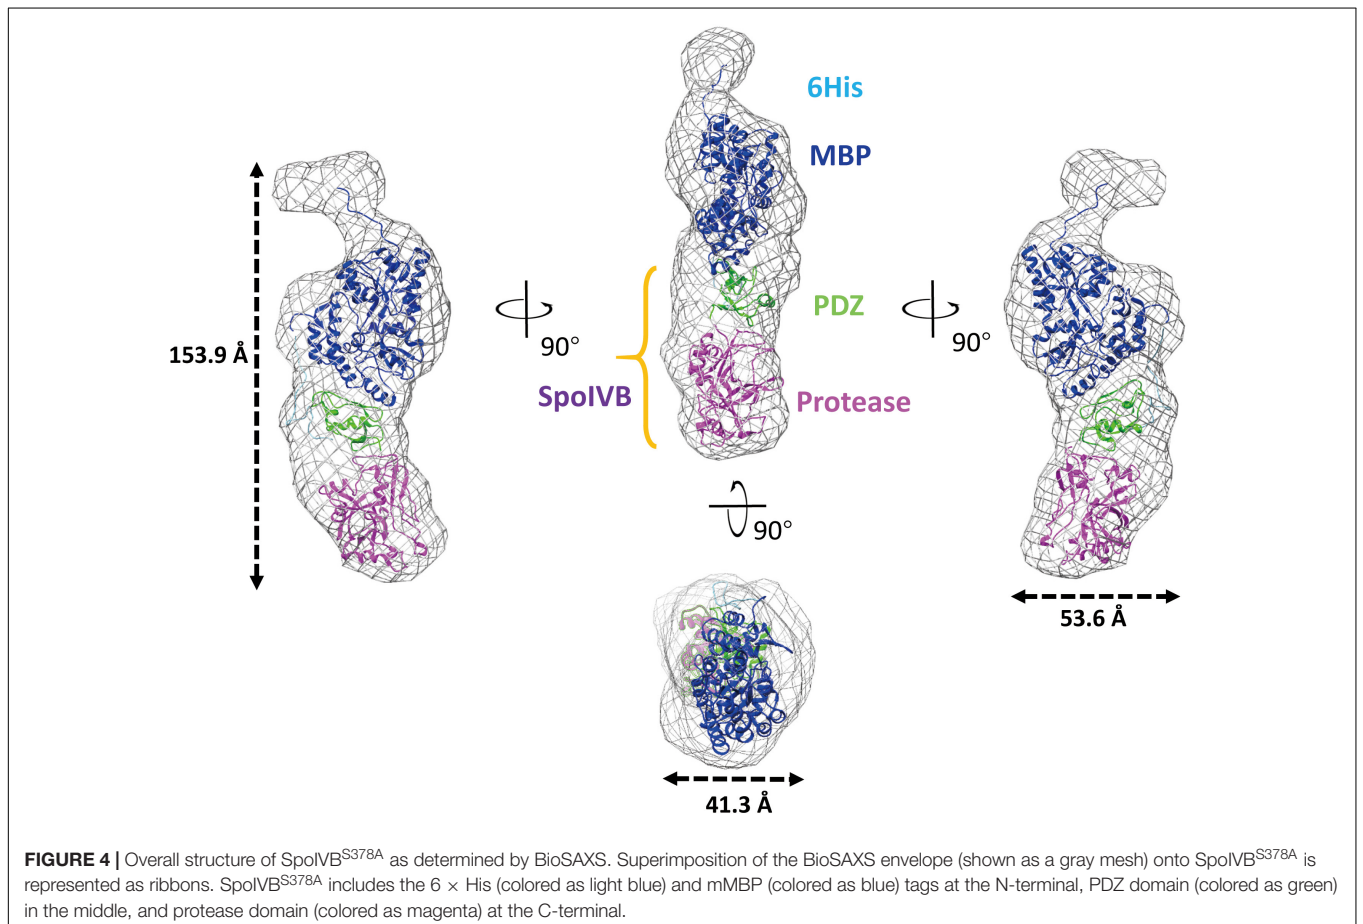 6His
MBP
153.9 Å
90°
PDZ
90°
SpoIVB
Protease
90°
53.6 Å
41.3 Å
FIGURE 4 | Overall structure of SpoIVBS378A as determined by BioSAXS. Superimposition of the BioSAXS envelope (shown as a gray mesh) onto SpoIVBS378A is
represented as ribbons. SpoIVBS378A includes the 6 × His (colored as light blue) and mMBP (colored as blue) tags at the N-terminal, PDZ domain (colored as green)
in the middle, and protease domain (colored as magenta) at the C-terminal.